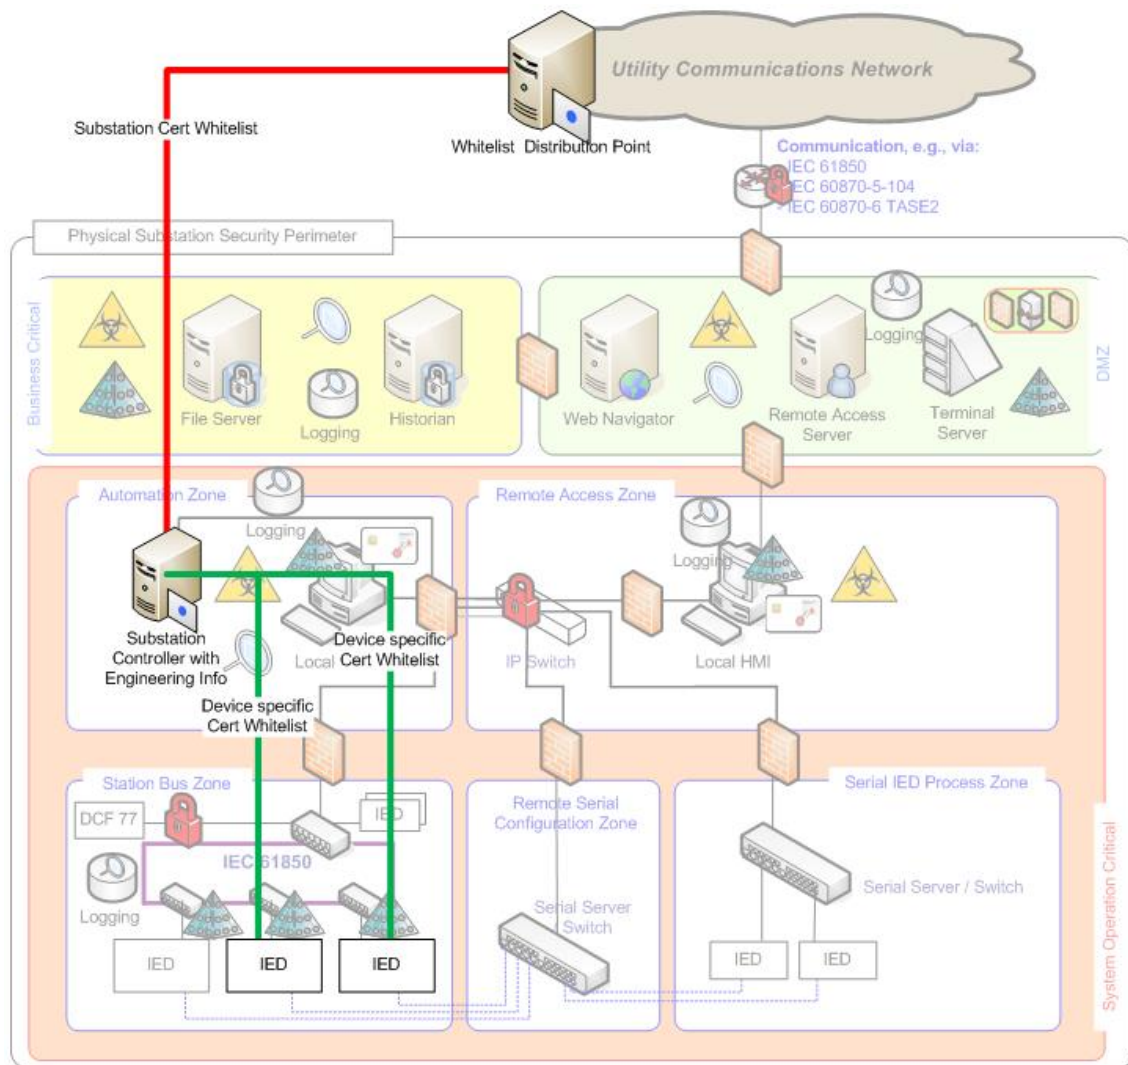 Utility Communications Network
Substation Cert Whitelist
Whitelist Distribution Point
Communication, e.g., via:
IEC 61850
IEC 60870-5-104
IEC 60870-6 TASE2
Physical Substation Security Perimeter
Business Critical
File Server
Logging
Historian
Web Navigator
Remote Access
Server
Logging
Terminal
Server
DMZ
Automation Zone
Logging
Remote Access Zone
Logging
Substation
Controller with
Engineering Info
Local
Device specific
Cert Whitelist
IP Switch
Local HMI
Device specific
Cert Whitelist
Station Bus Zone
DCF 77
IED
IEC 61850
Logging
IED
IED
IED
Remote Serial
Configuration Zone
Serial Server
Switch
Serial IED Process Zone
Serial Server / Switch
IED
IED
System Operation Critical